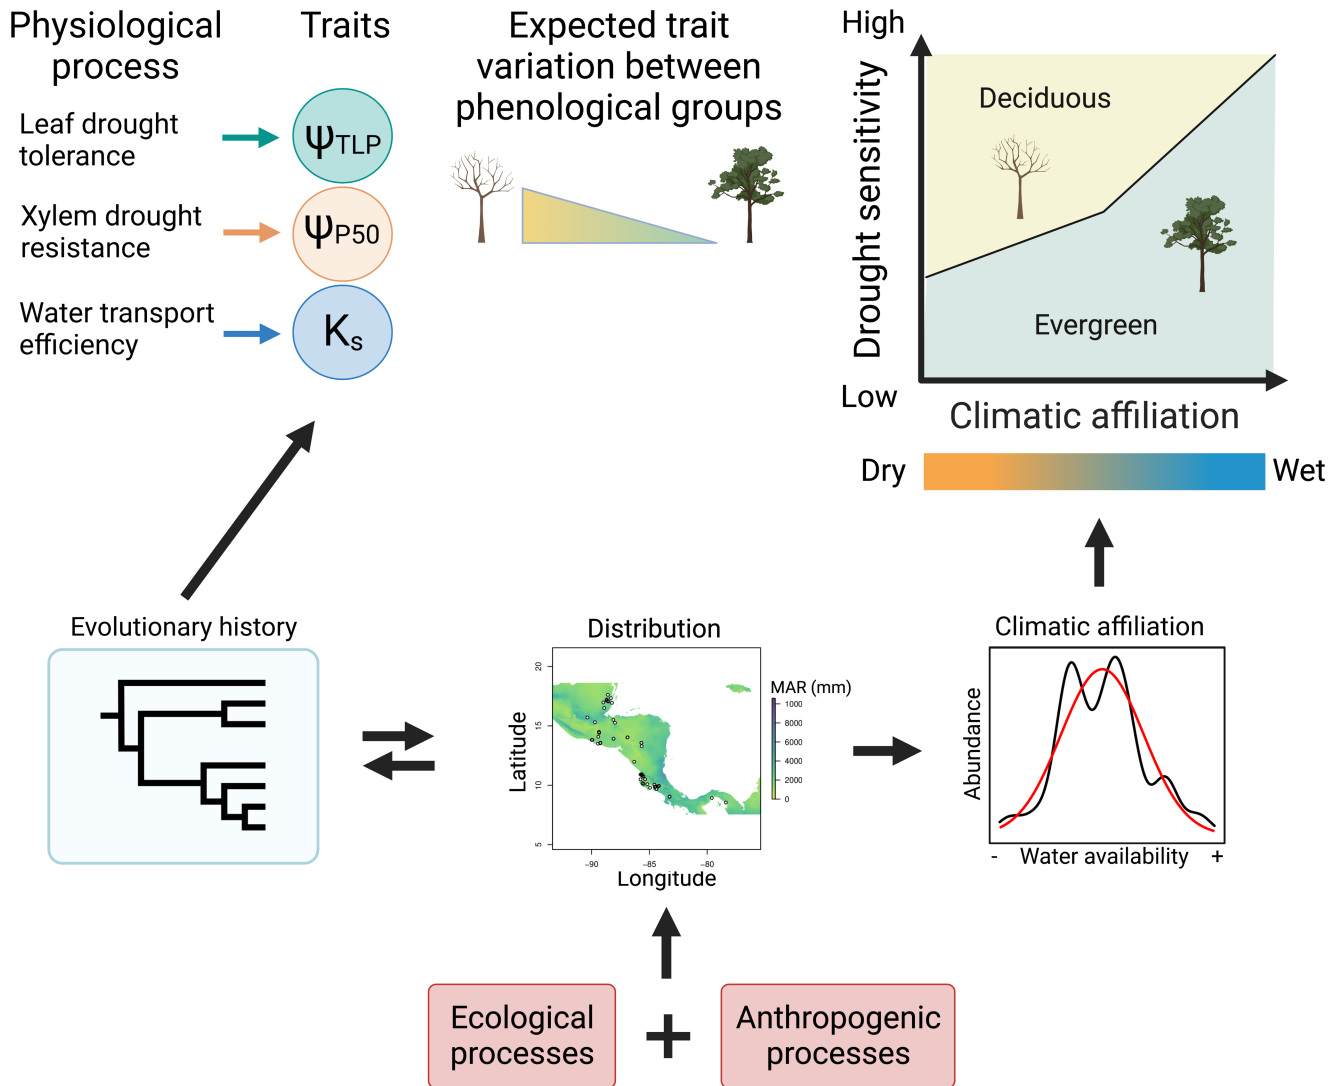 Physiological
process
Traits
Expected trait
variation between
phenological groups
Leaf drought
tolerance
ΨTLP
Xylem drought
resistance
ΨP50
Water transport
efficiency
Ks
High
Drought sensitivity
Deciduous
Evergreen
Low
Climatic affiliation
Dry
Wet
Evolutionary history
Distribution
Latitude
20
15
10
5
-90
-85
-80
Longitude
MAR (mm)
1000
8000
6000
4000
2000
0
Climatic affiliation
Abundance
- Water availability +
Ecological
processes
+
Anthropogenic
processes